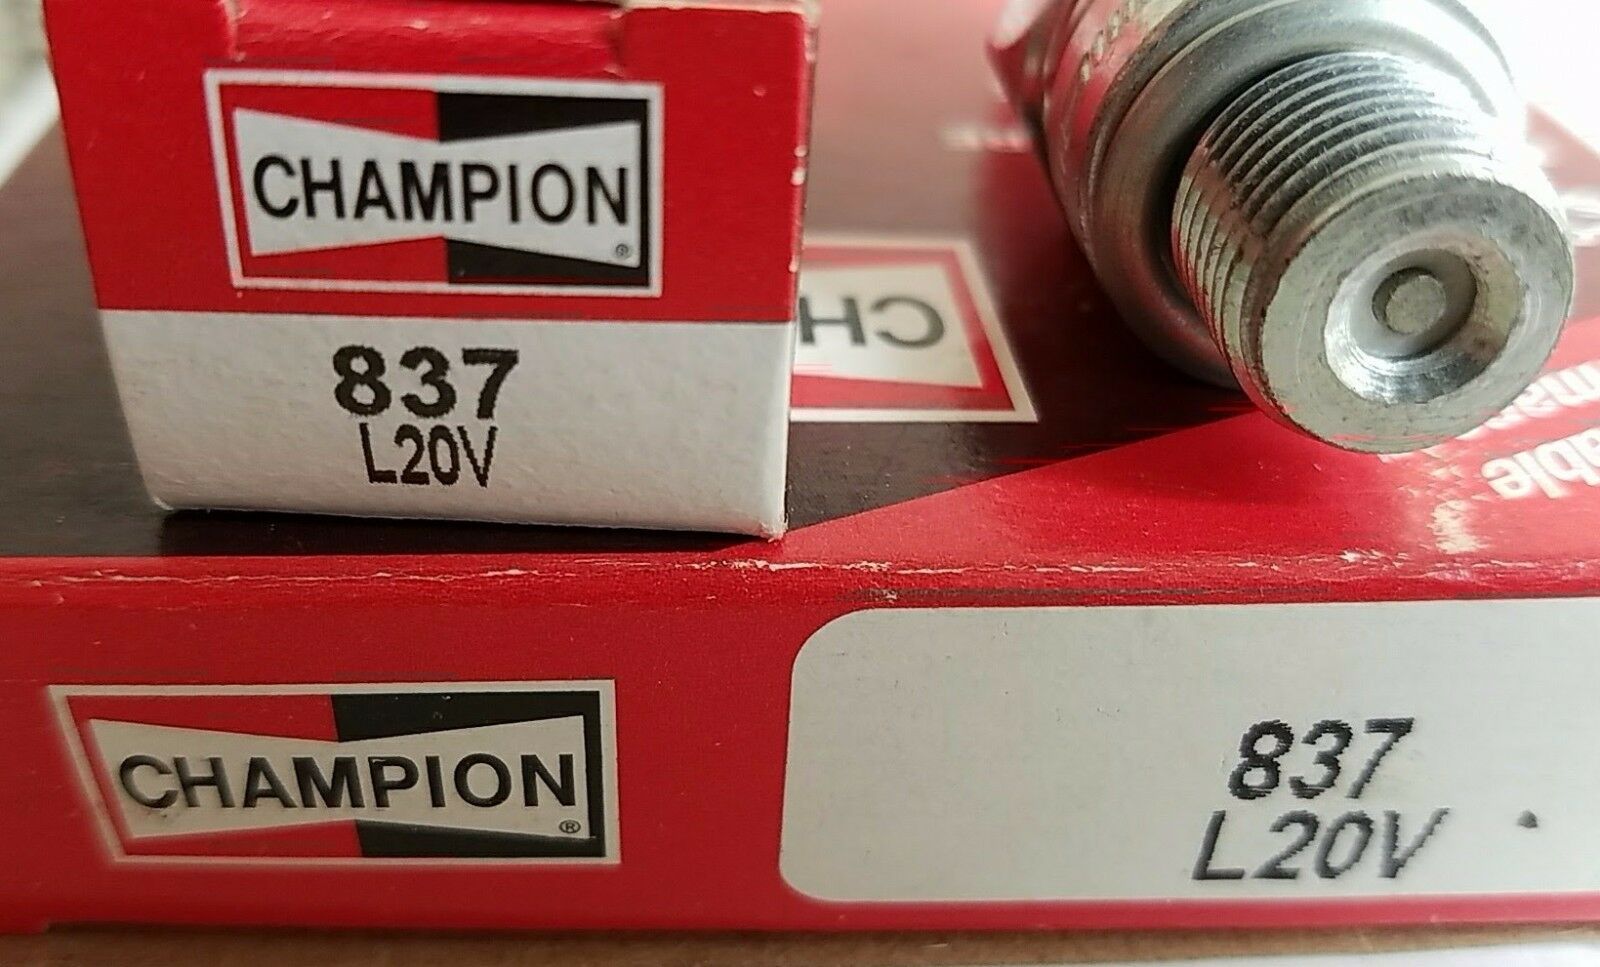 CHAMPION
®
837
L20V
CH
able
CHAMPION
®
837
L20V